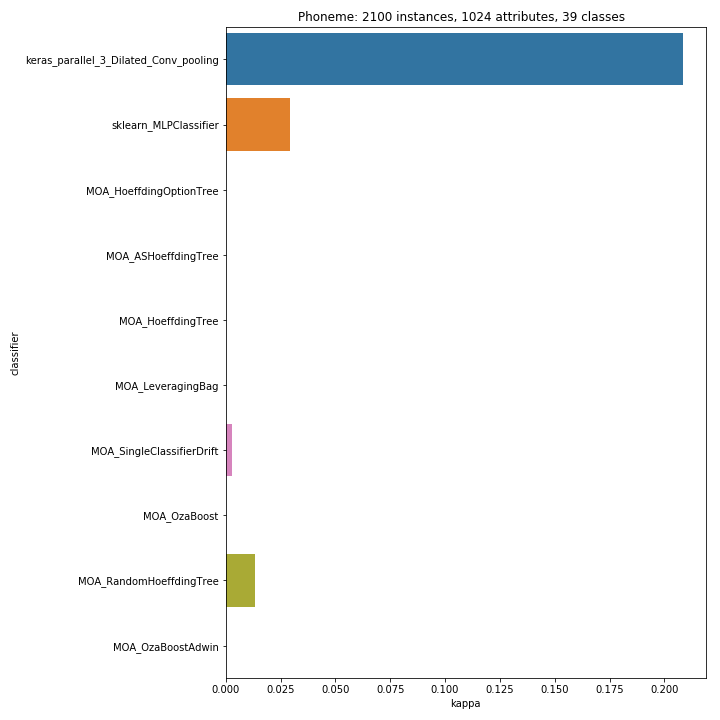 Phoneme: 2100 instances, 1024 attributes, 39 classes
keras_parallel_3_Dilated_Conv_pooling
sklearn_MLPClassifier
MOA_HoeffdingOptionTree
MOA_ASHoeffdingTree
MOA_HoeffdingTree
classifier
MOA_LeveragingBag
MOA_SingleClassifierDrift
MOA_OzaBoost
MOA_RandomHoeffdingTree
MOA_OzaBoostAdwin
0.000 0.025 0.050 0.075 0.100 0.125 0.150 0.175 0.200
kappa